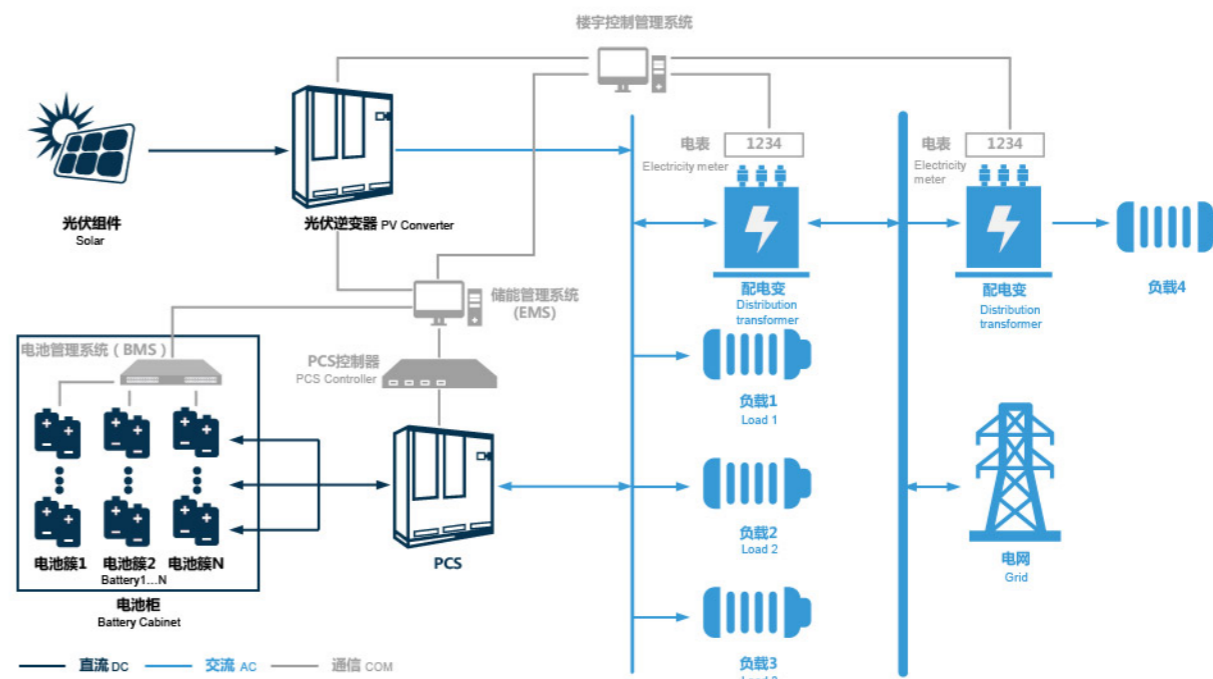 楼宇控制管理系统
电表
1234
Electricity meter
电表
1234
Electricity
meter
光伏组件
Solar
光伏逆变器 PV Converter
配电变
Distribution
transformer
配电变
Distribution
transformer
负载4
储能管理系统
(EMS)
电池管理系统（BMS）
PCS控制器
PCS Controller
负载1
Load 1
负载2
Load 2
电网
Grid
电池簇1
电池簇2
电池簇N
Battery1...N
PCS
电池柜
Battery Cabinet
负载3
直流 DC
交流 AC
通信 COM